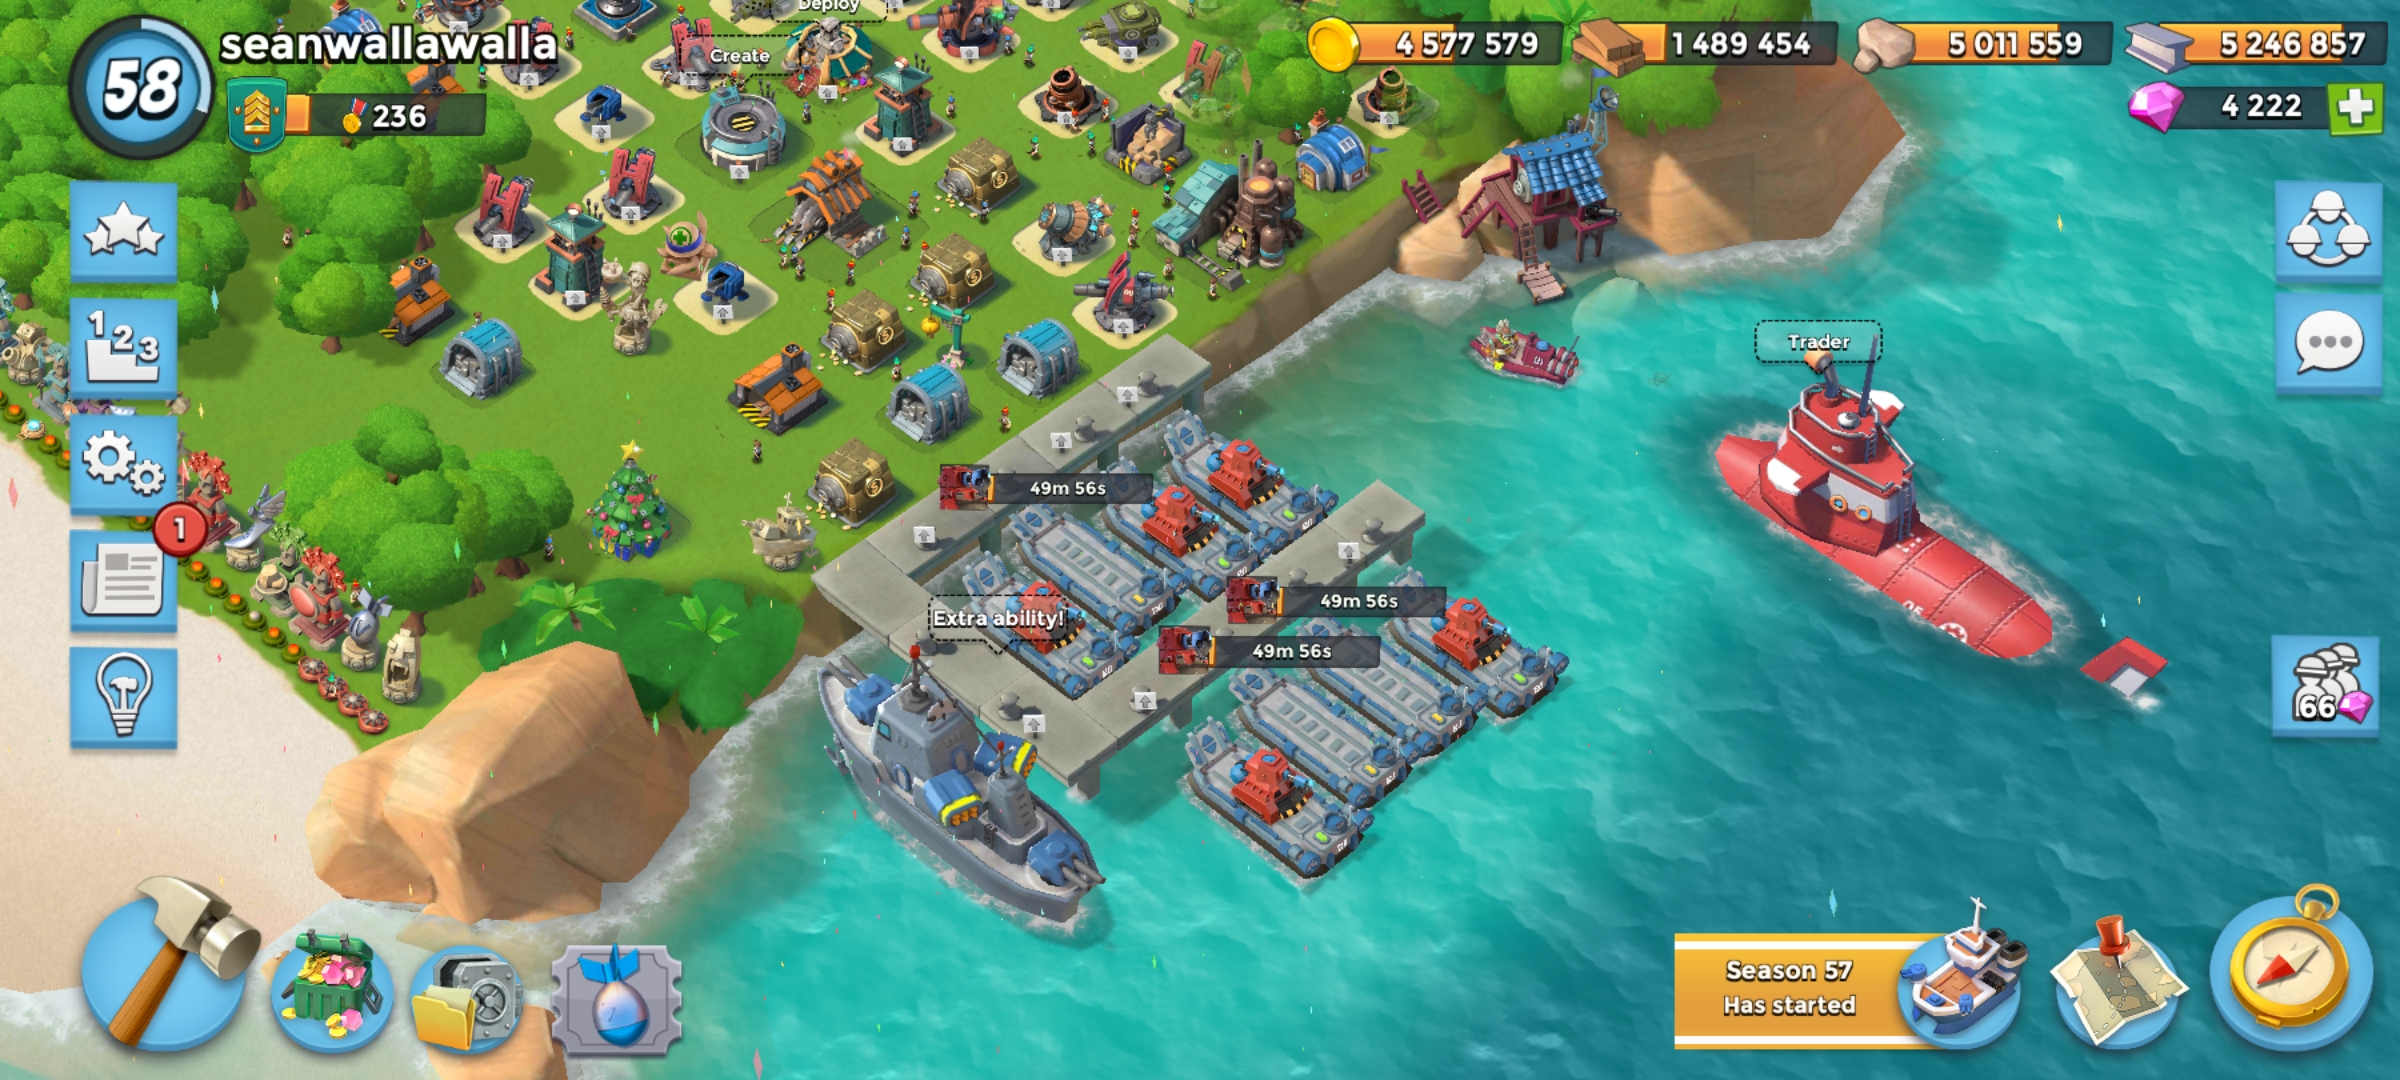 Deploy
seanwallawalla
58
236
Create
4 577 579
1 489 454
5 011 559
5 246 857
4 222
123
Trader
1
49m 56s
49m 56s
Extra ability!
49m 56s
66
Season 57
Has started